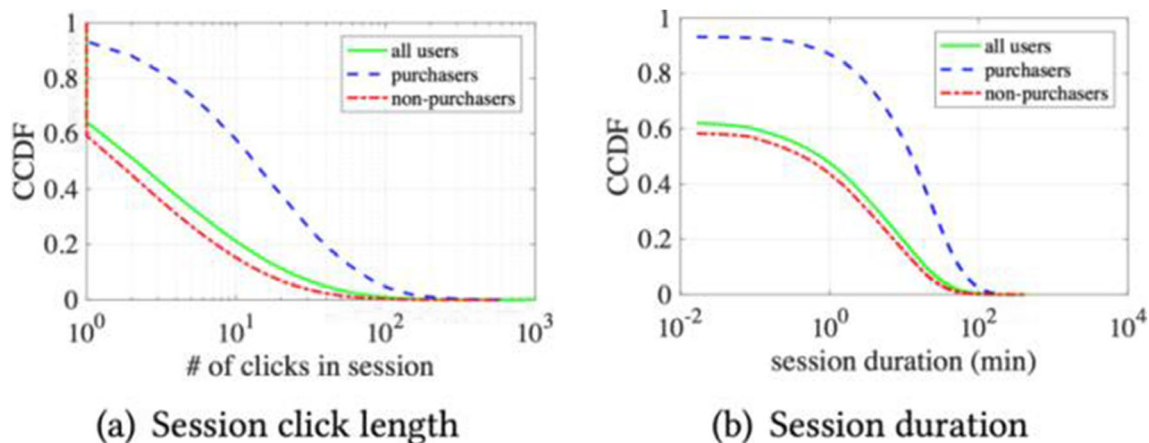 1
0.8
0.6
0.4
0.2
0
CCDF
all users
purchasers
non-purchasers
10^0 10^1 10^2 10^3
# of clicks in session
(a) Session click length
1
0.8
0.6
0.4
0.2
0
CCDF
all users
purchasers
non-purchasers
10^-2 10^0 10^2 10^4
session duration (min)
(b) Session duration